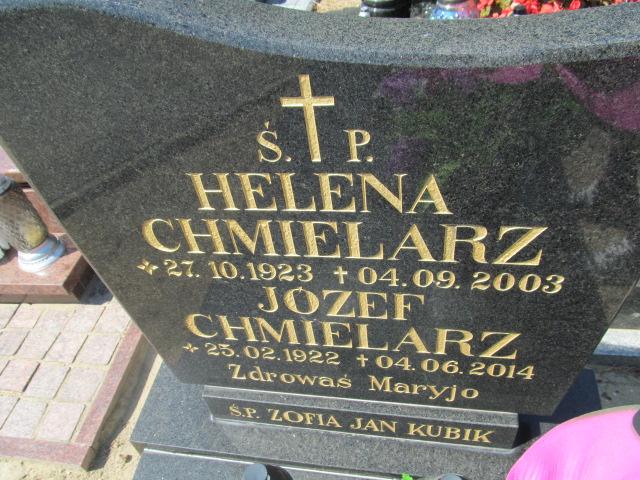 Ś. P.
HELENA
CHMIELARZ
27. 10. 1923 04. 09. 2003
JÓZEF
CHMIELARZ
25. 02. 1922 04. 06. 2014
Zdrowaś Maryjo
Ś.P. ZOFIA JAN KUBIK